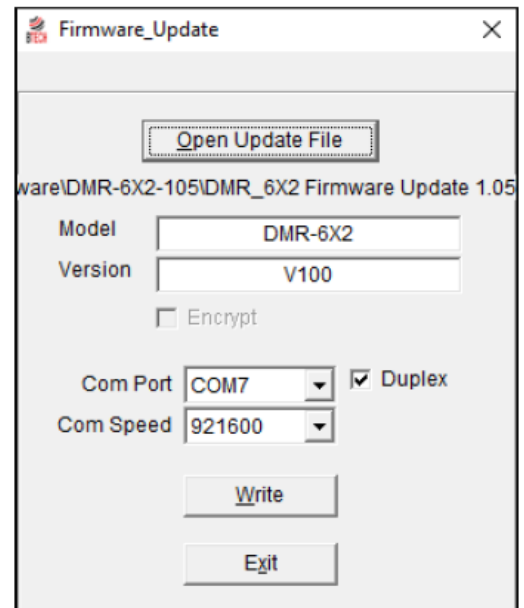 BTECH
Firmware_Update
Open Update File
ware\DMR-6X2-105\DMR_6X2 Firmware Update 1.05
Model DMR-6X2
Version V100
Encrypt
Com Port COM7 Duplex
Com Speed 921600
Write
Exit